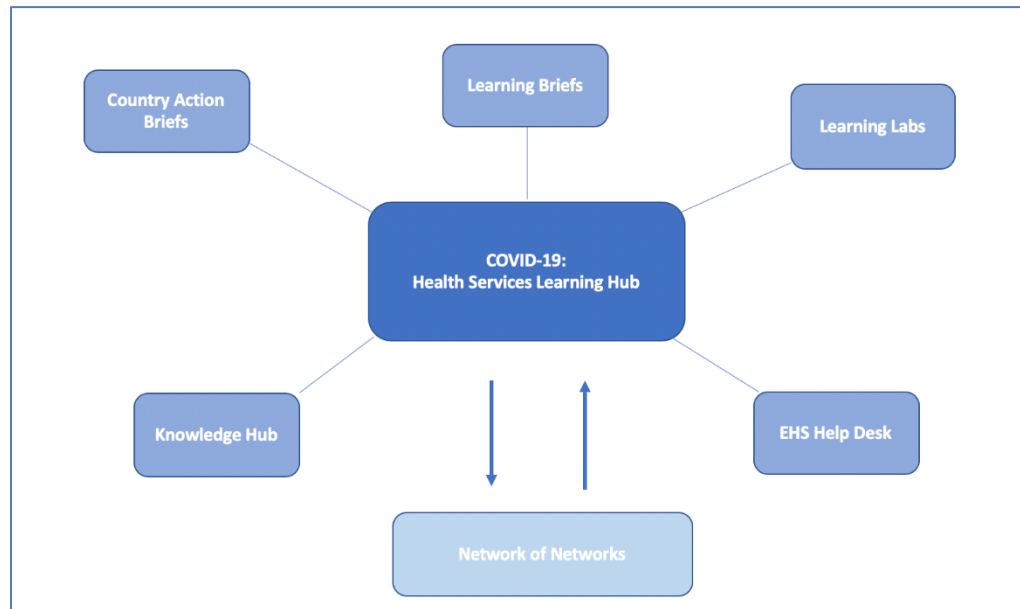 Learning Briefs
Country Action
Briefs
Learning Labs
COVID-19:
Health Services Learning Hub
Knowledge Hub
EHS Help Desk
Network of Networks